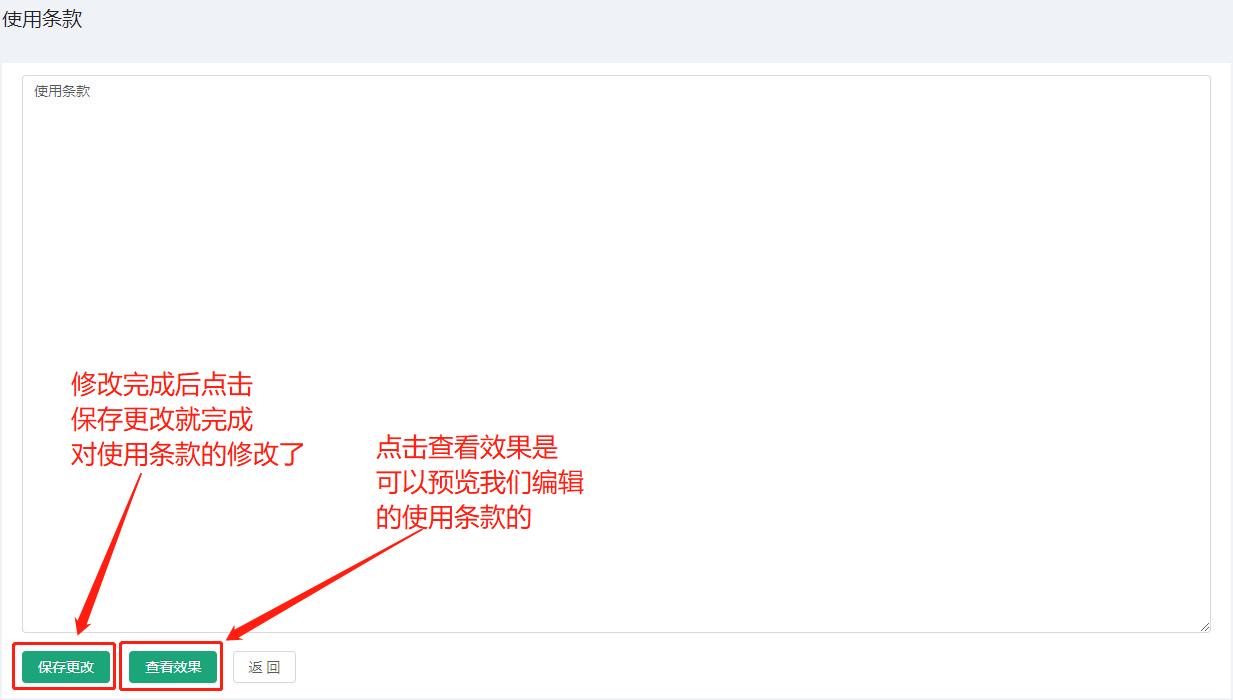 使用条款
使用条款
修改完成后点击
保存更改就完成
对使用条款的修改了
点击查看效果是
可以预览我们编辑
的使用条款的
保存更改
查看效果
返 回